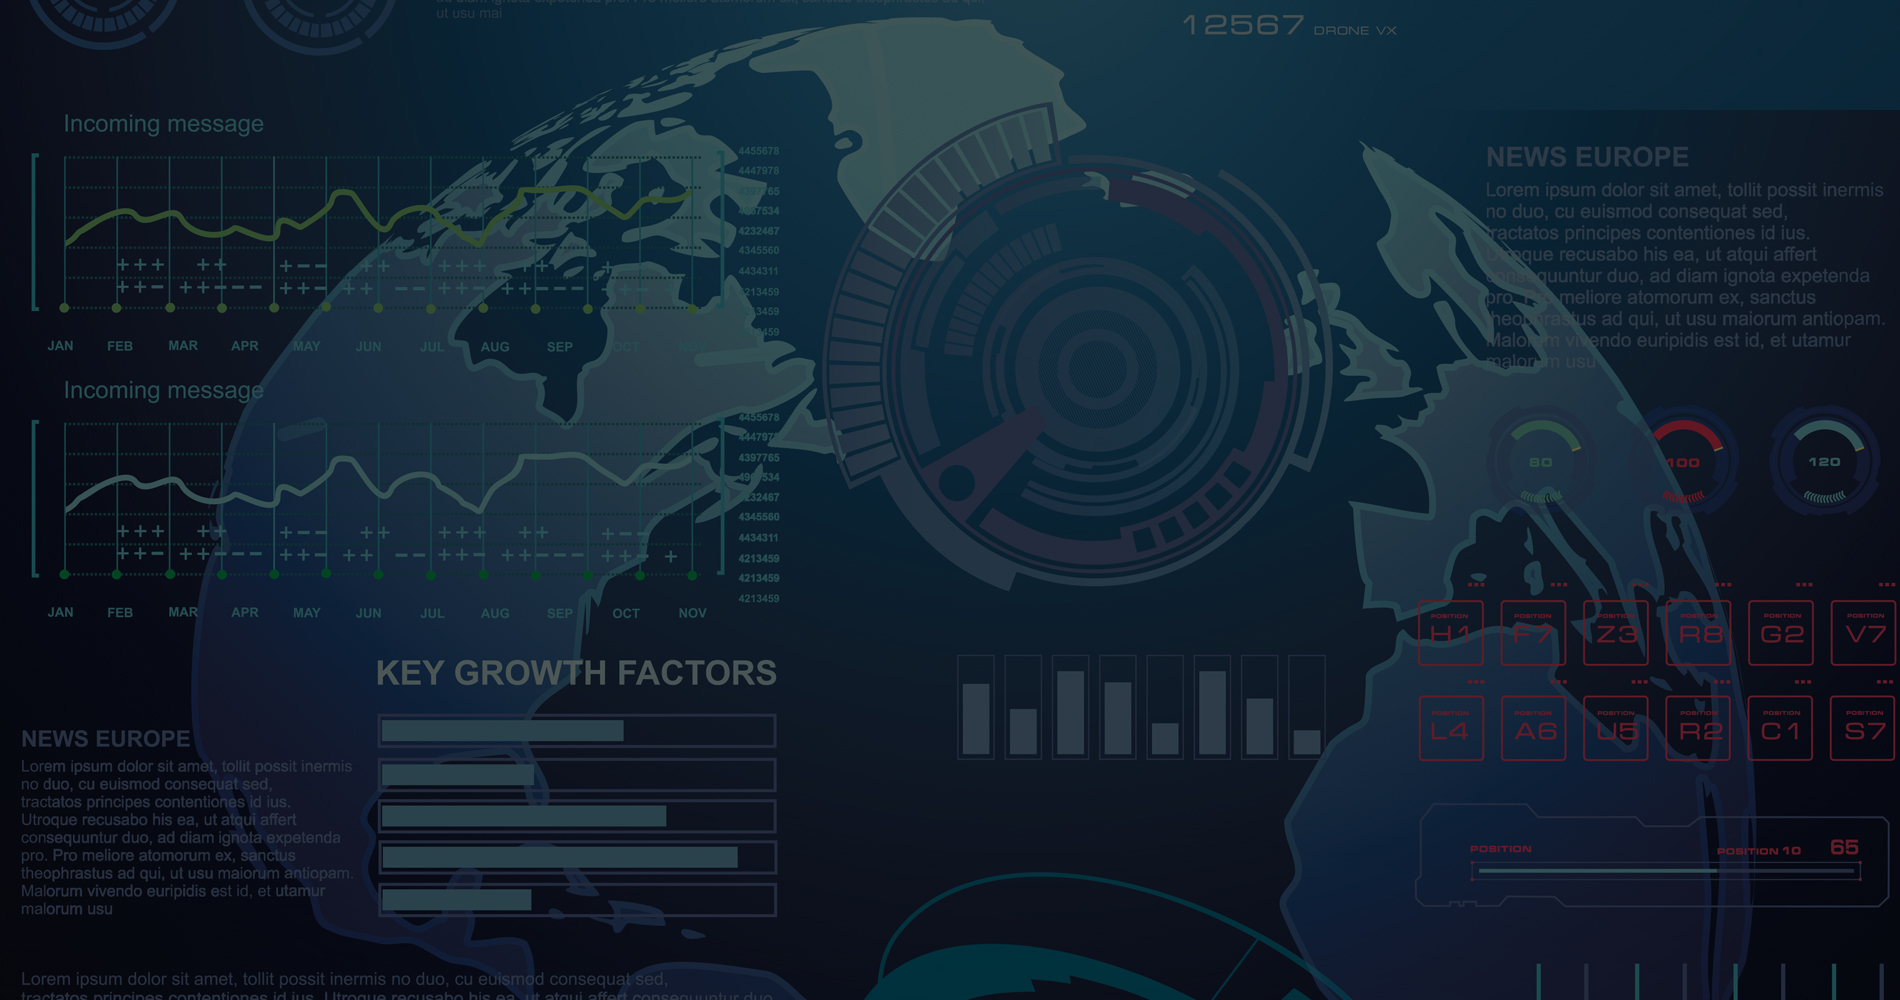 ut usu mai
12567 DRONE VX
Incoming message
4455678
4447978
4397765
4232467
4345560
4434311
4213459
JAN FEB MAR APR MAY JUN JUL AUG SEP OCT NOV
NEWS EUROPE
Lorem ipsum dolor sit amet, tollit possit inermis
no duo, cu euismod consequat sed,
tractatos principes contentiones id ius.
Utroque recusabo his ea, ut atqui affert
consequuntur duo, ad diam ignota expetenda
pro. Pro meliore atomorum ex, sanctus
theophrastus ad qui, ut usu maiorum antiopam.
Malorum vivendo euripidis est id, et utamur
malorum usu
Incoming message
4455678
4447978
4397765
4232467
4345560
4434311
4213459
4213459
4213459
JAN FEB MAR APR MAY JUN JUL AUG SEP OCT NOV
80 100 120
POSITION POSITION POSITION POSITION POSITION POSITION
H1 F7 Z3 R8 G2 V7
POSITION POSITION POSITION POSITION POSITION POSITION
L4 A6 U5 R2 C1 S7
POSITION POSITION 10 65
KEY GROWTH FACTORS
NEWS EUROPE
Lorem ipsum dolor sit amet, tollit possit inermis
no duo, cu euismod consequat sed,
tractatos principes contentiones id ius.
Utroque recusabo his ea, ut atqui affert
consequuntur duo, ad diam ignota expetenda
pro. Pro meliore atomorum ex, sanctus
theophrastus ad qui, ut usu maiorum antiopam.
Malorum vivendo euripidis est id, et utamur
malorum usu
Lorem ipsum dolor sit amet, tollit possit inermis no duo, cu euismod consequat sed,
tractatos principes contentiones id ius. Utroque recusabo his ea, ut atqui affert consequuntur duo